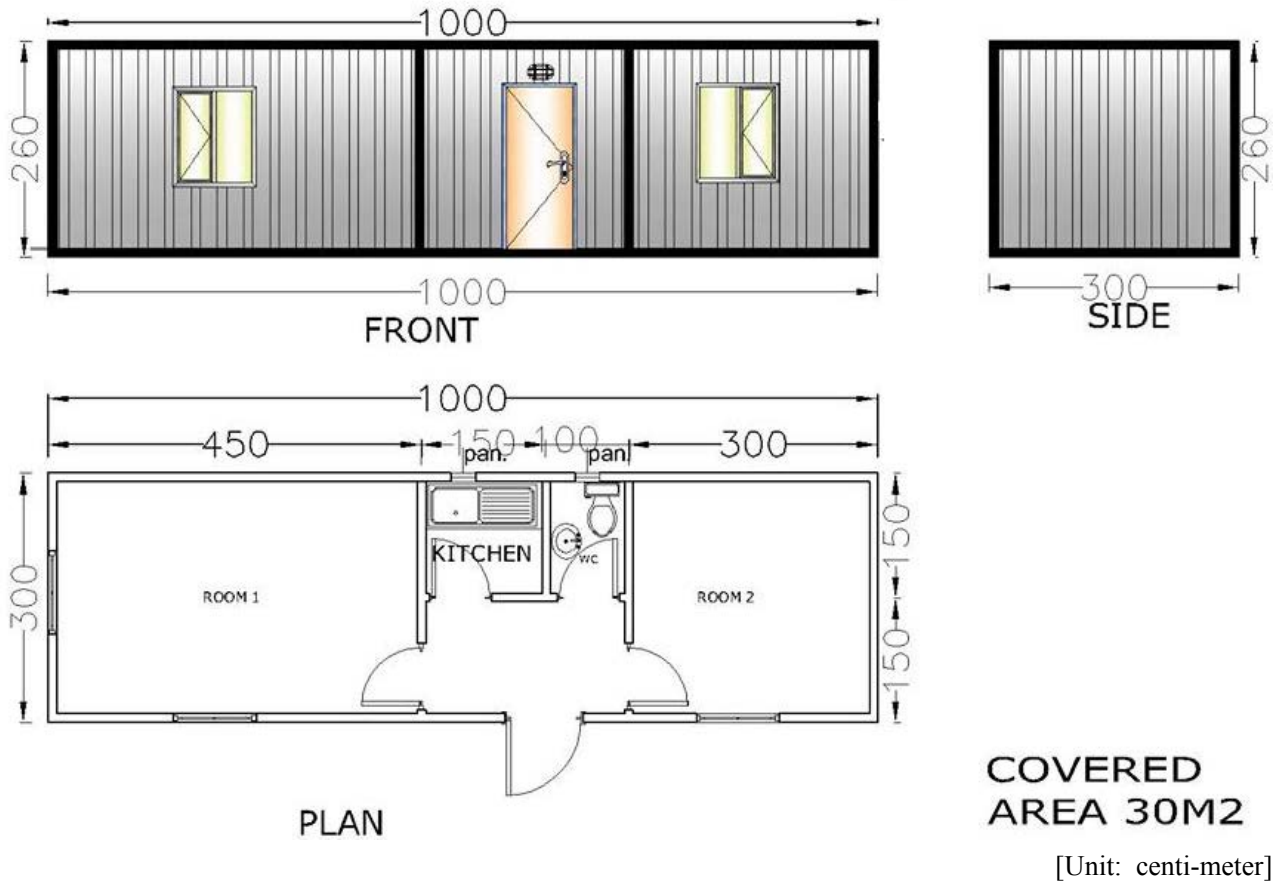 1000
260
260
1000
300
FRONT
SIDE
1000
450
150
100
300
pan.
pan.
300
150
150
KITCHEN
WC
ROOM 1
ROOM 2
PLAN
COVERED
AREA 30M2
[Unit: centi-meter]